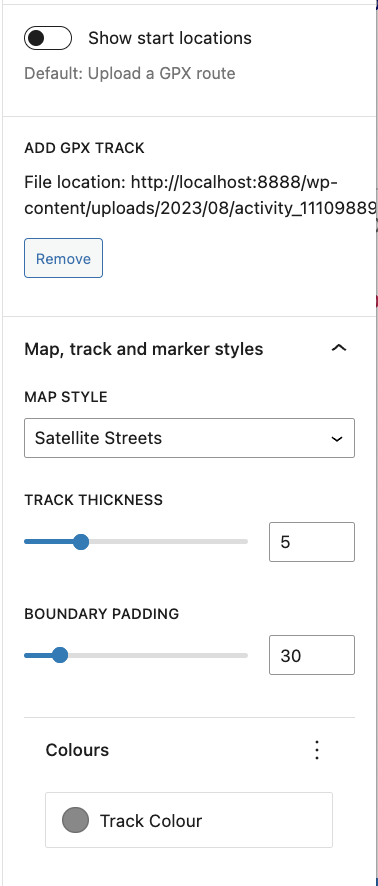 Show start locations
Default: Upload a GPX route
ADD GPX TRACK
File location: http://localhost:8888/wp-
content/uploads/2023/08/activity_11109889
Remove
Map, track and marker styles
MAP STYLE
Satellite Streets
TRACK THICKNESS
5
BOUNDARY PADDING
30
Colours
Track Colour